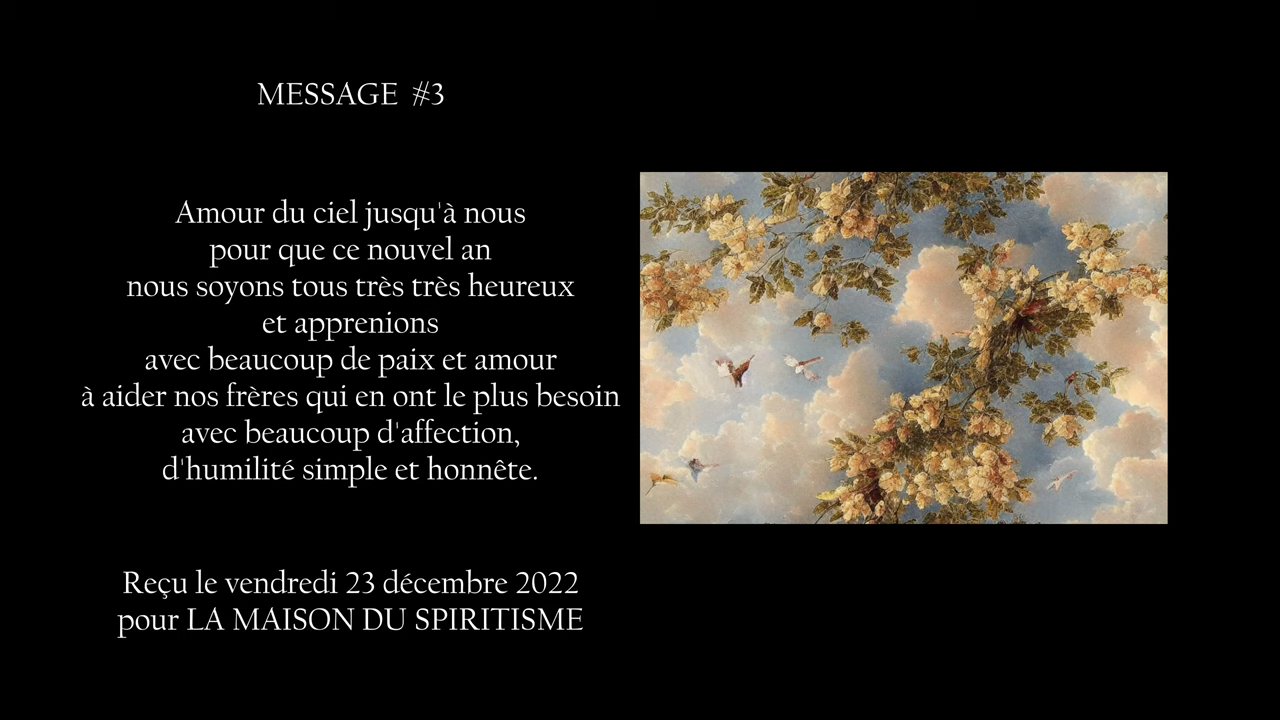 MESSAGE #3
Amour du ciel jusqu'à nous
pour que ce nouvel an
nous soyons tous très très heureux
et apprenions
avec beaucoup de paix et amour
à aider nos frères qui en ont le plus besoin
avec beaucoup d'affection,
d'humilité simple et honnête.
Reçu le vendredi 23 décembre 2022
pour LA MAISON DU SPIRITISME